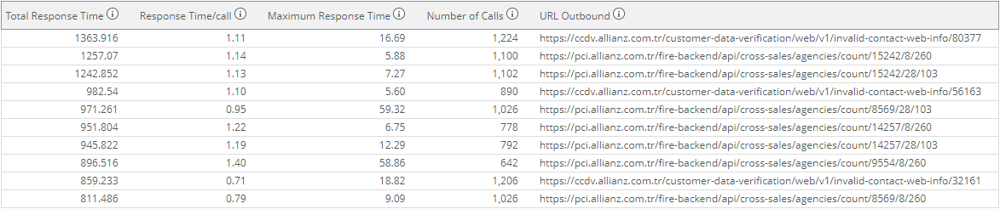 Total Response Time Response Time/call Maximum Response Time Number of Calls URL Outbound
1363.916 1.11 16.69 1,224 https://ccdv.allianz.com.tr/customer-data-verification/web/v1/invalid-contact-web-info/80377
1257.07 1.14 5.88 1,100 https://pci.allianz.com.tr/fire-backend/api/cross-sales/agencies/count/15242/8/260
1242.852 1.13 7.27 1,102 https://pci.allianz.com.tr/fire-backend/api/cross-sales/agencies/count/15242/28/103
982.54 1.10 5.60 890 https://ccdv.allianz.com.tr/customer-data-verification/web/v1/invalid-contact-web-info/56163
971.261 0.95 59.32 1,026 https://pci.allianz.com.tr/fire-backend/api/cross-sales/agencies/count/8569/28/103
951.804 1.22 6.75 778 https://pci.allianz.com.tr/fire-backend/api/cross-sales/agencies/count/14257/8/260
945.822 1.19 12.29 792 https://pci.allianz.com.tr/fire-backend/api/cross-sales/agencies/count/14257/28/103
896.516 1.40 58.86 642 https://pci.allianz.com.tr/fire-backend/api/cross-sales/agencies/count/9554/8/260
859.233 0.71 18.82 1,206 https://ccdv.allianz.com.tr/customer-data-verification/web/v1/invalid-contact-web-info/32161
811.486 0.79 9.09 1,026 https://pci.allianz.com.tr/fire-backend/api/cross-sales/agencies/count/8569/8/260